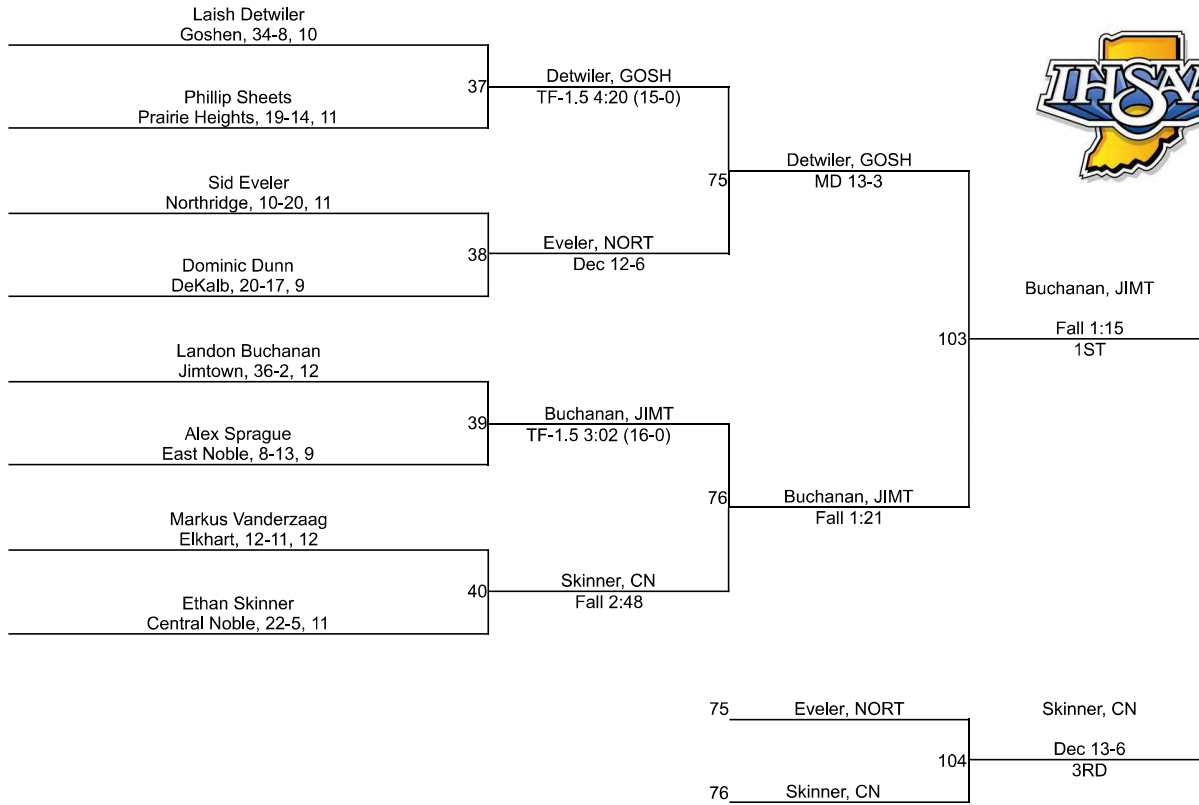 Laish Detwiler
Goshen, 34-8, 10
37
Detwiler, GOSH
TF-1.5 4:20 (15-0)
Phillip Sheets
Prairie Heights, 19-14, 11
75
Detwiler, GOSH
MD 13-3
Sid Eveler
Northridge, 10-20, 11
38
Eveler, NORT
Dec 12-6
Dominic Dunn
DeKalb, 20-17, 9
103
Buchanan, JIMT
Fall 1:15
1ST
Landon Buchanan
Jimtown, 36-2, 12
39
Buchanan, JIMT
TF-1.5 3:02 (16-0)
Alex Sprague
East Noble, 8-13, 9
76
Buchanan, JIMT
Fall 1:21
Markus Vanderzaag
Elkhart, 12-11, 12
40
Skinner, CN
Fall 2:48
Ethan Skinner
Central Noble, 22-5, 11
75
Eveler, NORT
104
Skinner, CN
Dec 13-6
3RD
76
Skinner, CN
IHSAA